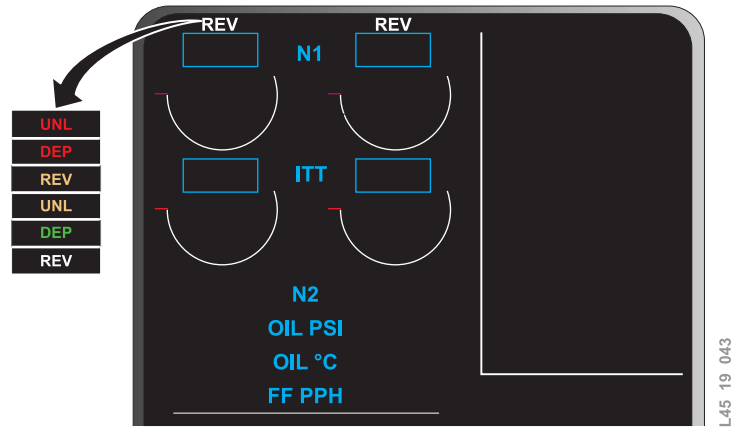 REV REV
N1
UNL
DEP
REV
UNL
DEP
REV
ITT
N2
OIL PSI
OIL °C
FF PPH
L45 19 043